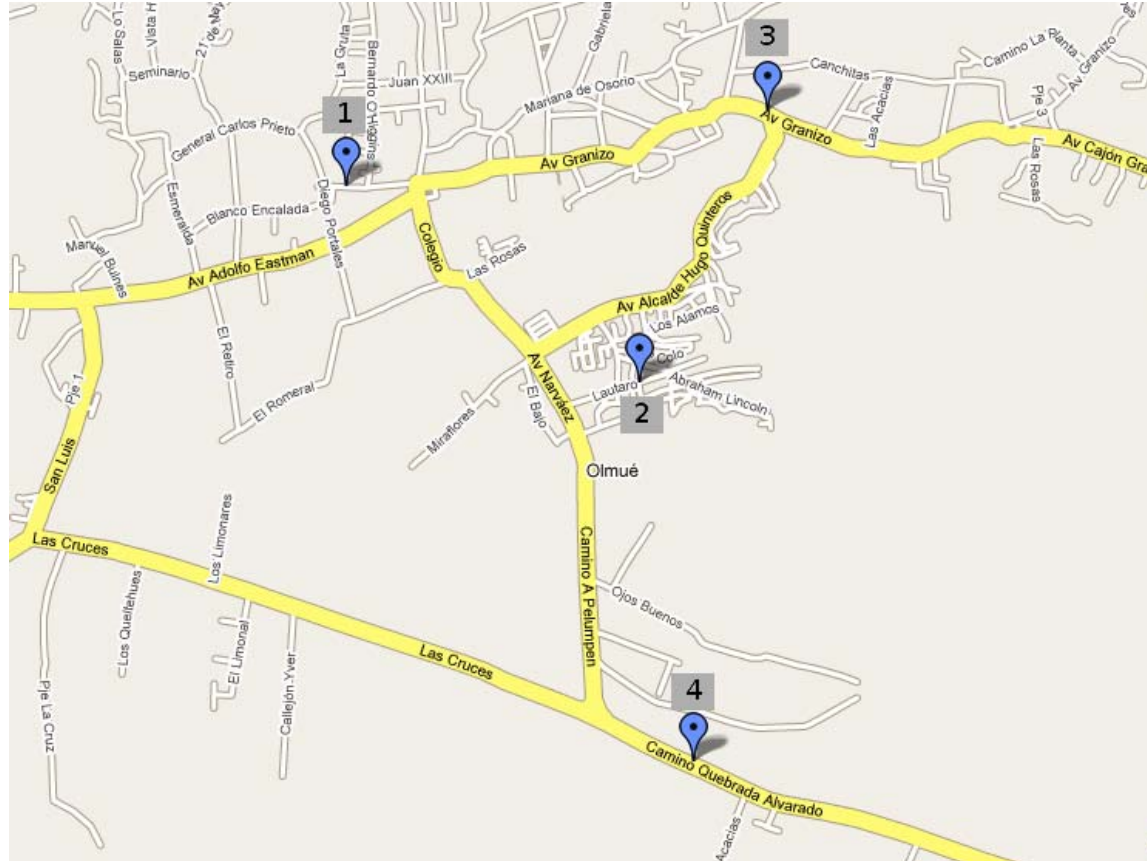 Lo Salas
Vista H
21 de May
La Gruta
Bernardo O'Higgins
Gabriela
3
Canchitas
Camino La Planta
Av Granizo
Seminario
Juan XXIII
Mariana de Osorio
Pje 3
Las Acacias
1
General Carlos Prieto
Av Granizo
Av Granizo
Av Cajón Gra
Las Rosas
Esmeralda
Blanco Encalada
Diego Portales
Colegio
Av Alcalde Hugo Quinteros
Manuel Bulnes
Av Adolfo Eastman
Las Rosas
Los Alamos
El Retiro
Colo
Pje 1
Av Narváez
Lautaro
Abraham Lincoln
El Romeral
El Bajo
2
Miraflores
San Luis
Olmué
Las Cruces
Los Limonares
Camino A Pelumpen
Ojos Buenos
Los Queltehues
El Limonal
Callejón Yver
Las Cruces
Pje La Cruz
4
Camino Quebrada Alvarado
Acacias